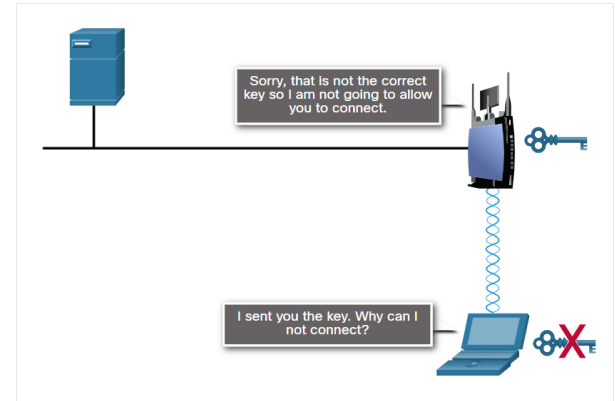 Sorry, that is not the correct
key so I am not going to allow
you to connect.
I sent you the key. Why can I
not connect?